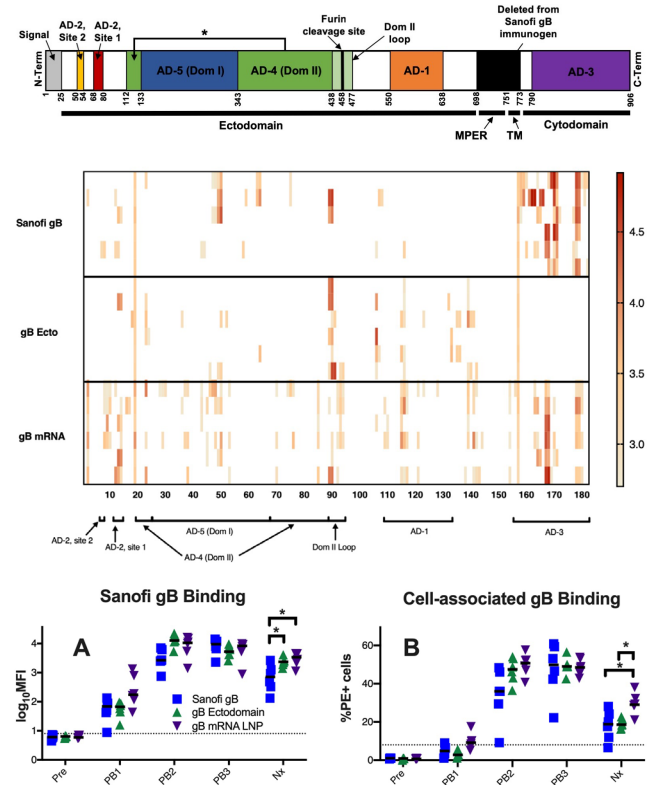 Signal
AD-2,
Site 2
AD-2,
Site 1
*
Furin
cleavage site
Dom II
loop
Deleted from
Sanofi gB
immunogen
N-Term
AD-5 (Dom I)
AD-4 (Dom II)
AD-1
AD-3
C-Term
1 25 50 54 68 80 112 133 343 438 458 477 550 638 698 751 773 790 906
Ectodomain
MPER
TM
Cytodomain
Sanofi gB
gB Ecto
gB mRNA
4.5
4.0
3.5
3.0
10 20 30 40 50 60 70 80 90 100 110 120 130 140 150 160 170 180
AD-2, site 2
AD-2, site 1
AD-5 (Dom I)
AD-4 (Dom II)
Dom II Loop
AD-1
AD-3
Sanofi gB Binding
A
log10MFI
4
3
2
1
0
Sanofi gB
gB Ectodomain
gB mRNA LNP
*
*
Pre PB1 PB2 PB3 Nx
Cell-associated gB Binding
B
%PE+ cells
60
40
20
0
*
*
Pre PB1 PB2 PB3 Nx